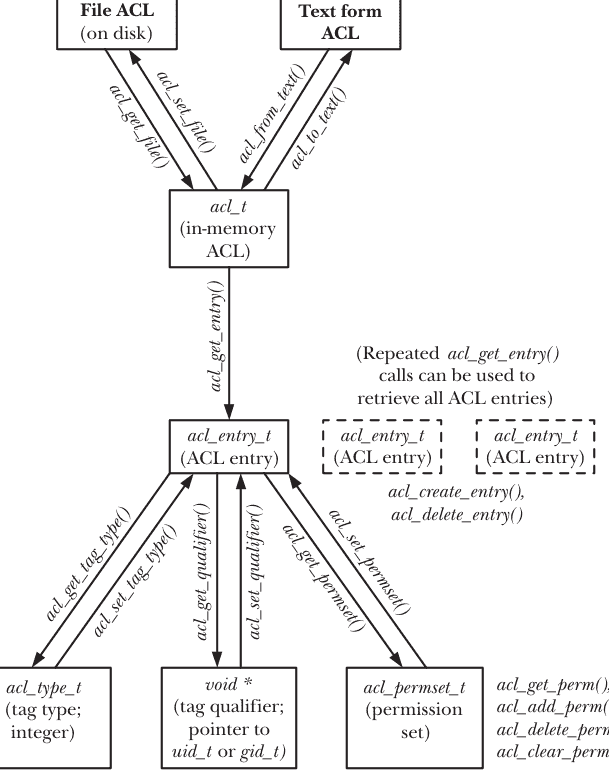 File ACL
(on disk)
Text form
ACL
acl_get_file()
acl_set_file()
acl_from_text()
acl_to_text()
acl_t
(in-memory
ACL)
acl_get_entry()
(Repeated acl_get_entry()
calls can be used to
retrieve all ACL entries)
acl_entry_t
(ACL entry)
acl_entry_t
(ACL entry)
acl_entry_t
(ACL entry)
acl_create_entry(),
acl_delete_entry()
acl_get_tag_type()
acl_set_tag_type()
acl_get_qualifier()
acl_set_qualifier()
acl_get_permset()
acl_set_permset()
acl_type_t
(tag type;
integer)
void *
(tag qualifier;
pointer to
uid_t or gid_t)
acl_permset_t
(permission
set)
acl_get_perm(),
acl_add_perm(
acl_delete_perm
acl_clear_perm